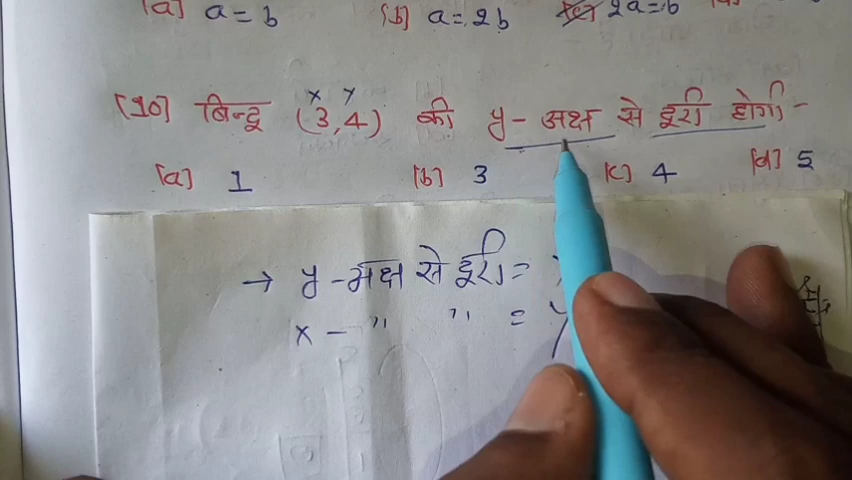 [a] a = b [b] a = 2b [c] 2a = b
x y
[10] बिन्दू (3,4) की y-अक्ष से दूरी होगी -
[a] 1 [b] 3 [c] 4 [d] 5
→ y-अक्ष से दूरी =
x - " " = y